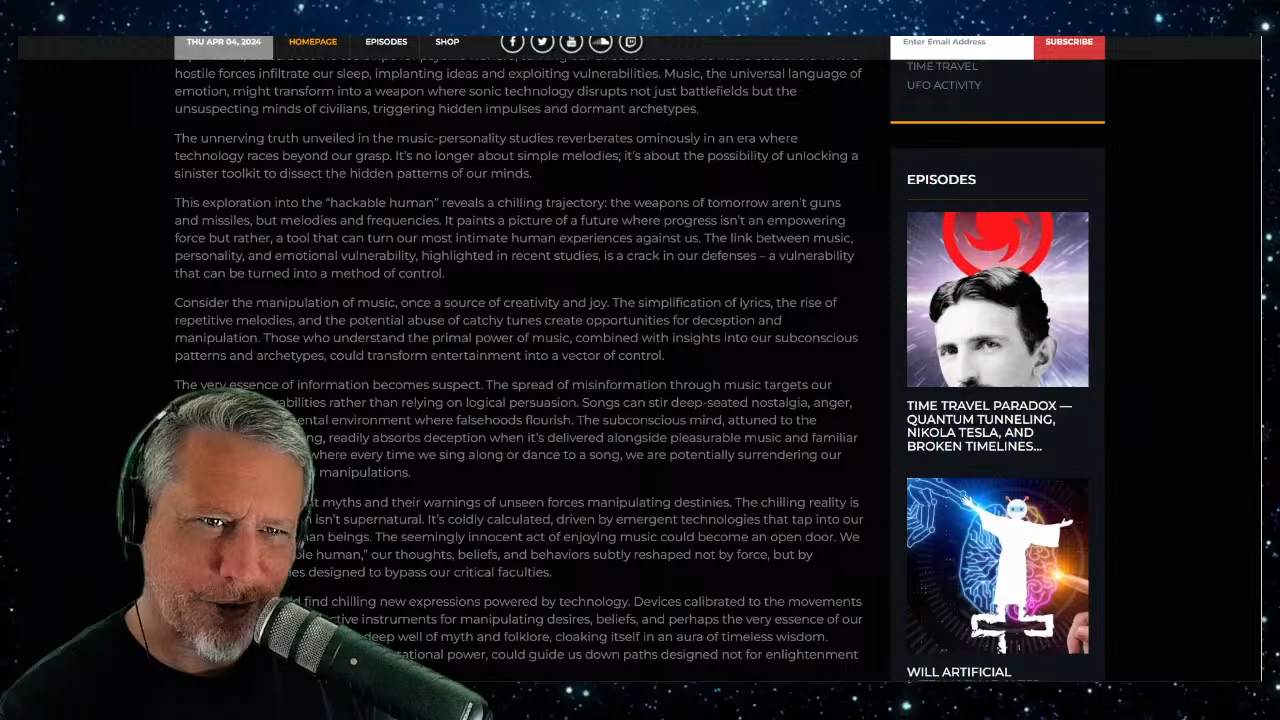 THU APR 04, 2024
HOMEPAGE
EPISODES
SHOP
Enter Email Address
SUBSCRIBE
hostile forces infiltrate our sleep, implanting ideas and exploiting vulnerabilities. Music, the universal language of
emotion, might transform into a weapon where sonic technology disrupts not just battlefields but the
unsuspecting minds of civilians, triggering hidden impulses and dormant archetypes.
The unnerving truth unveiled in the music-personality studies reverberates ominously in an era where
technology races beyond our grasp. It's no longer about simple melodies; it's about the possibility of unlocking a
sinister toolkit to dissect the hidden patterns of our minds.
This exploration into the “hackable human” reveals a chilling trajectory: the weapons of tomorrow aren't guns
and missiles, but melodies and frequencies. It paints a picture of a future where progress isn't an empowering
force but rather, a tool that can turn our most intimate human experiences against us. The link between music,
personality, and emotional vulnerability, highlighted in recent studies, is a crack in our defenses – a vulnerability
that can be turned into a method of control.
Consider the manipulation of music, once a source of creativity and joy. The simplification of lyrics, the rise of
repetitive melodies, and the potential abuse of catchy tunes create opportunities for deception and
manipulation. Those who understand the primal power of music, combined with insights into our subconscious
patterns and archetypes, could transform entertainment into a vector of control.
The very essence of information becomes suspect. The spread of misinformation through music targets our
rabilities rather than relying on logical persuasion. Songs can stir deep-seated nostalgia, anger,
ental environment where falsehoods flourish. The subconscious mind, attuned to the
ng, readily absorbs deception when it's delivered alongside pleasurable music and familiar
where every time we sing along or dance to a song, we are potentially surrendering our
manipulations.
t myths and their warnings of unseen forces manipulating destinies. The chilling reality is
isn't supernatural. It's coldly calculated, driven by emergent technologies that tap into our
an beings. The seemingly innocent act of enjoying music could become an open door. We
le human,” our thoughts, beliefs, and behaviors subtly reshaped not by force, but by
es designed to bypass our critical faculties.
d find chilling new expressions powered by technology. Devices calibrated to the movements
ctive instruments for manipulating desires, beliefs, and perhaps the very essence of our
deep well of myth and folklore, cloaking itself in an aura of timeless wisdom.
tational power, could guide us down paths designed not for enlightenment
TIME TRAVEL
UFO ACTIVITY
EPISODES
TIME TRAVEL PARADOX —
QUANTUM TUNNELING,
NIKOLA TESLA, AND
BROKEN TIMELINES...
WILL ARTIFICIAL